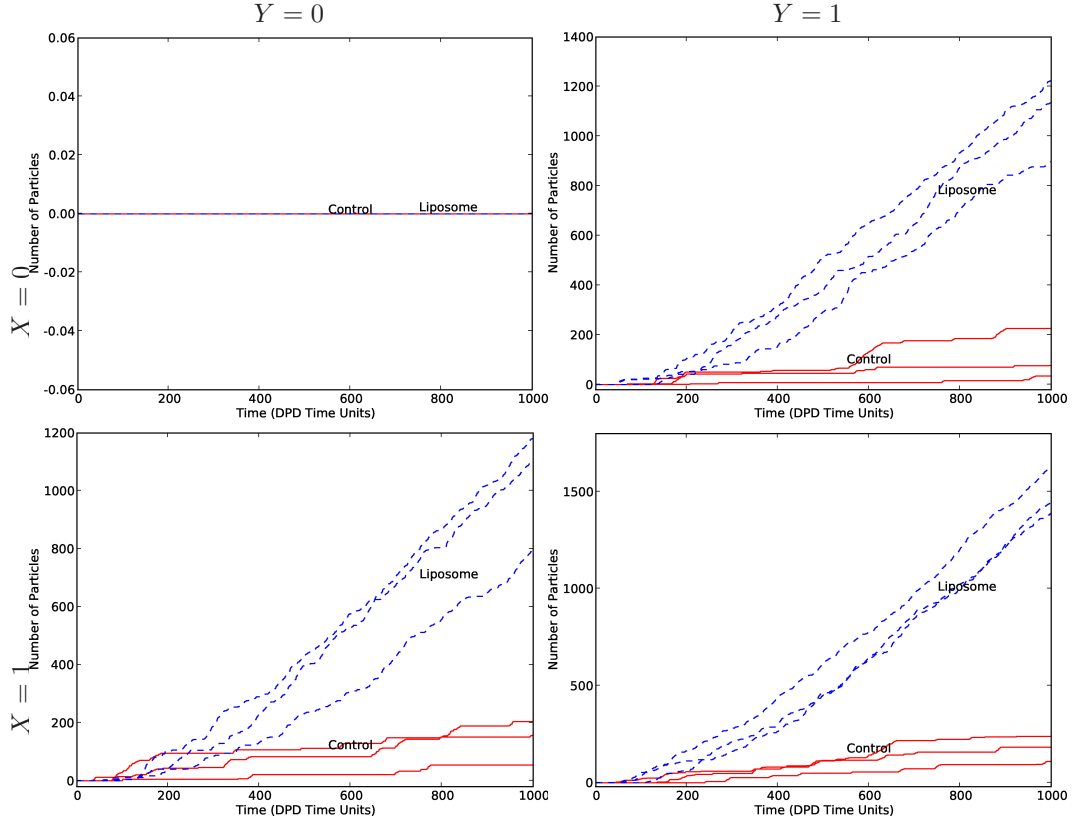 Y = 0
Y = 1
X = 0
Number of Particles
0.06
0.04
0.02
0.00
-0.02
-0.04
-0.06
Control
Liposome
0
200
400
600
800
1000
Time (DPD Time Units)
Number of Particles
1400
1200
1000
800
600
400
200
0
Liposome
Control
0
200
400
600
800
1000
Time (DPD Time Units)
X = 1
Number of Particles
1200
1000
800
600
400
200
0
Liposome
Control
0
200
400
600
800
1000
Time (DPD Time Units)
Number of Particles
1500
1000
500
0
Liposome
Control
0
200
400
600
800
1000
Time (DPD Time Units)